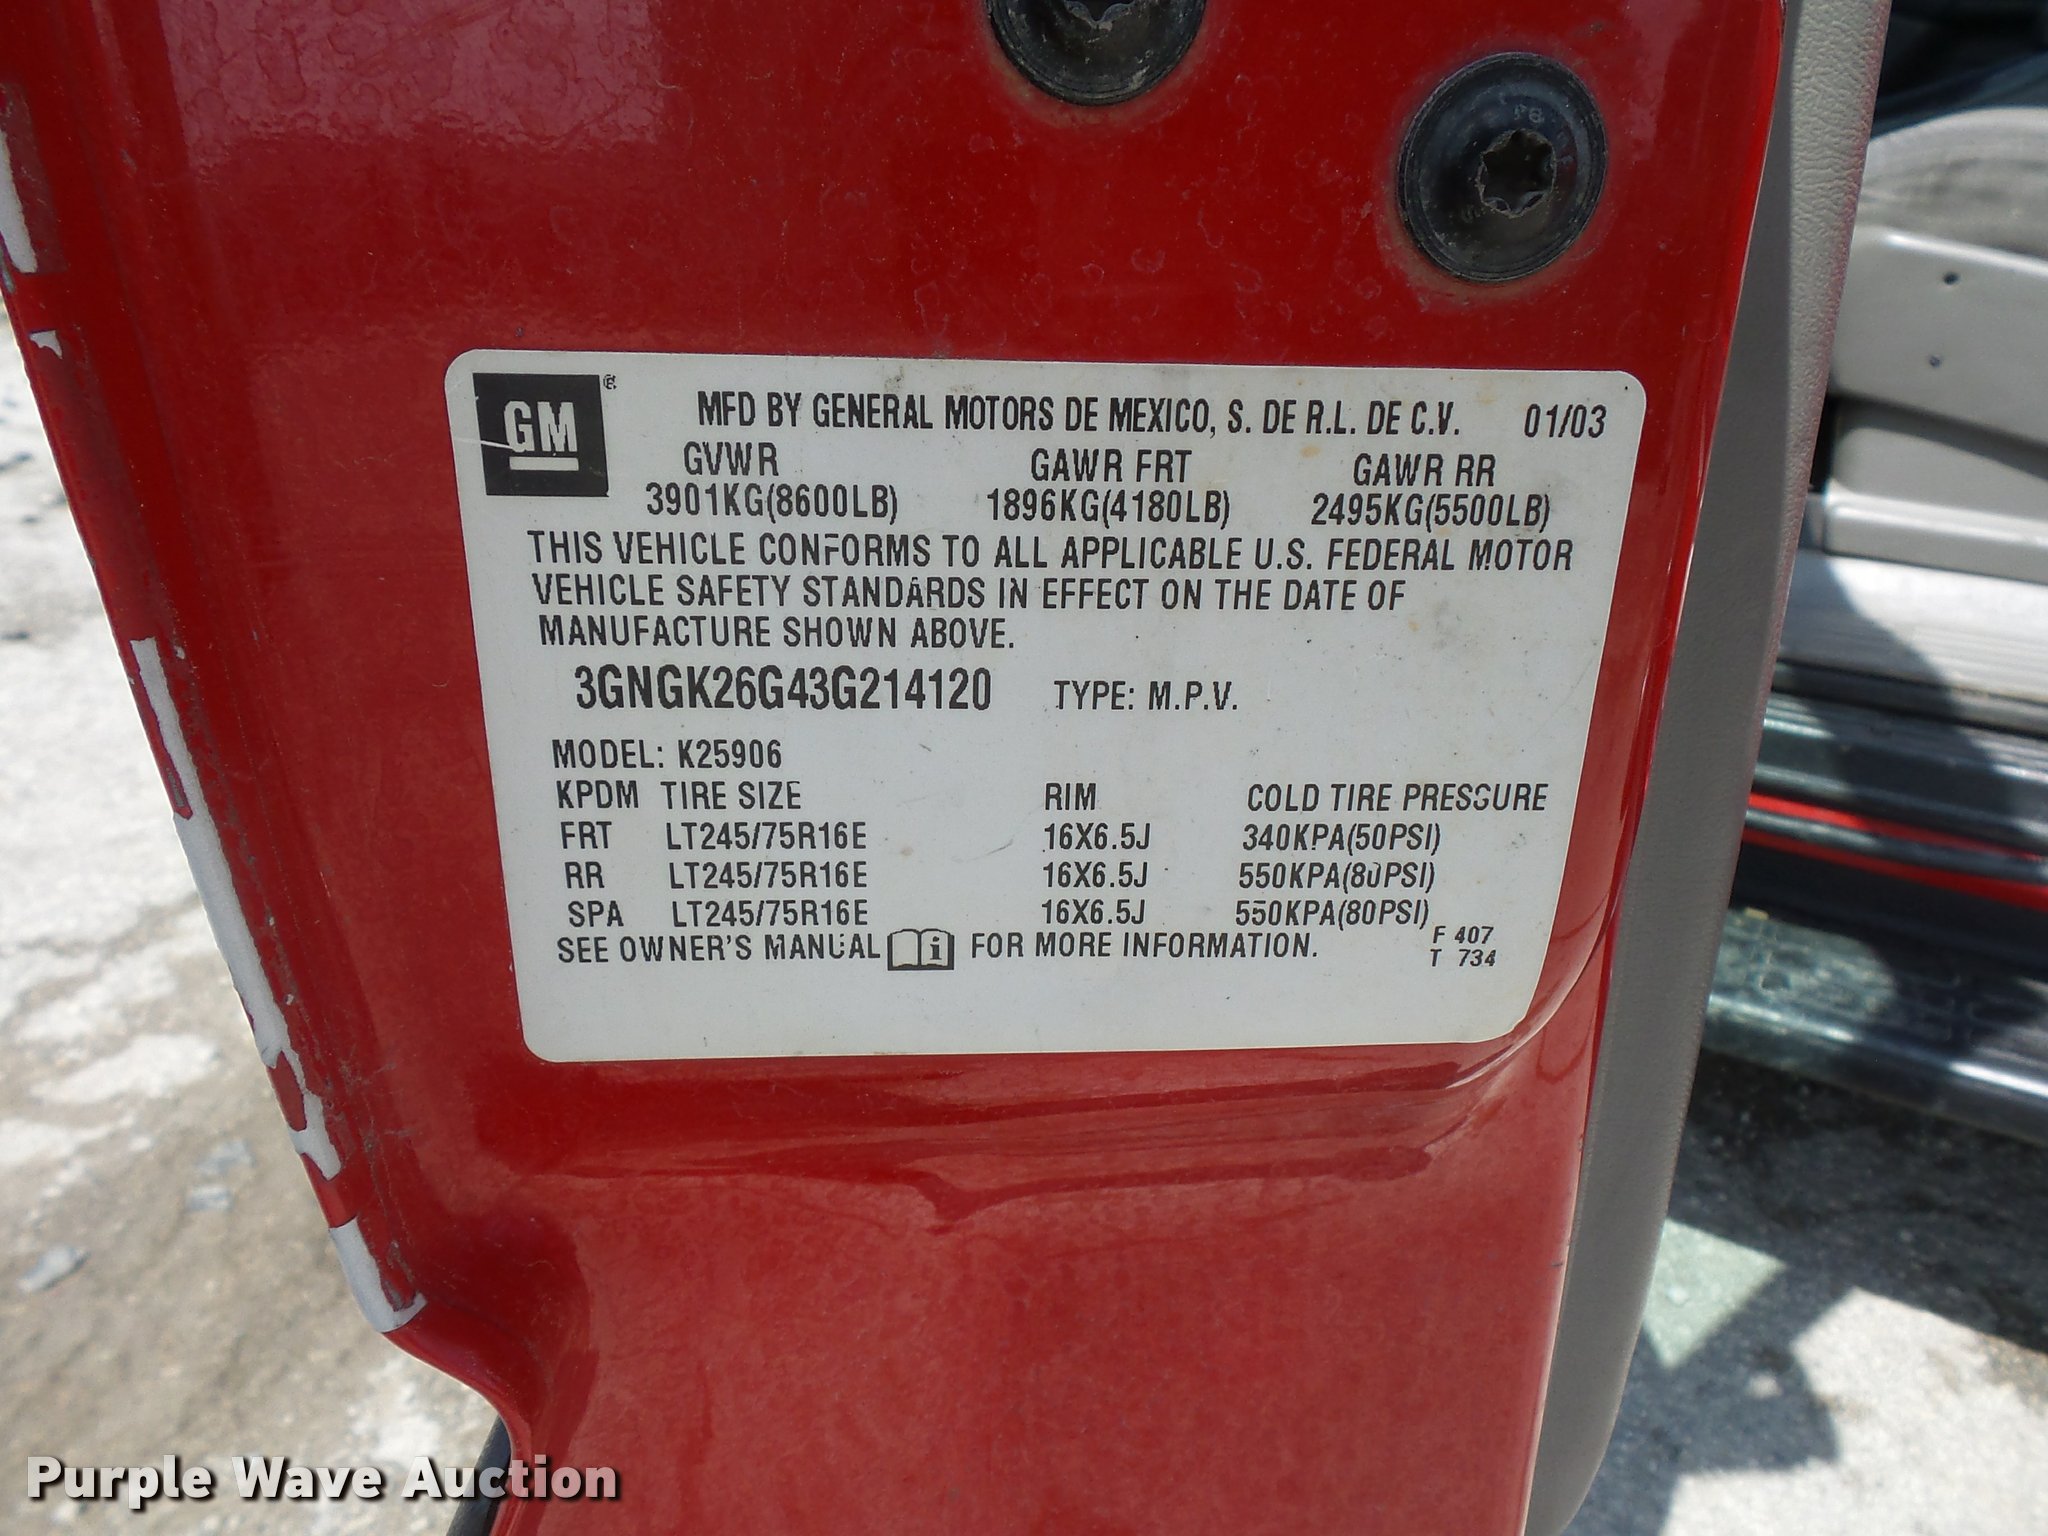 GM ®
MFD BY GENERAL MOTORS DE MEXICO, S. DE R.L. DE C.V. 01/03
GVWR GAWR FRT GAWR RR
3901KG(8600LB) 1896KG(4180LB) 2495KG(5500LB)
THIS VEHICLE CONFORMS TO ALL APPLICABLE U.S. FEDERAL MOTOR
VEHICLE SAFETY STANDARDS IN EFFECT ON THE DATE OF
MANUFACTURE SHOWN ABOVE.
3GNGK26G43G214120 TYPE: M.P.V.
MODEL: K25906
KPDM TIRE SIZE RIM COLD TIRE PRESSURE
FRT LT245/75R16E 16X6.5J 340KPA(50PSI)
RR LT245/75R16E 16X6.5J 550KPA(80PSI)
SPA LT245/75R16E 16X6.5J 550KPA(80PSI)
SEE OWNER'S MANUAL i FOR MORE INFORMATION.
F 407
T 734
Purple Wave Auction